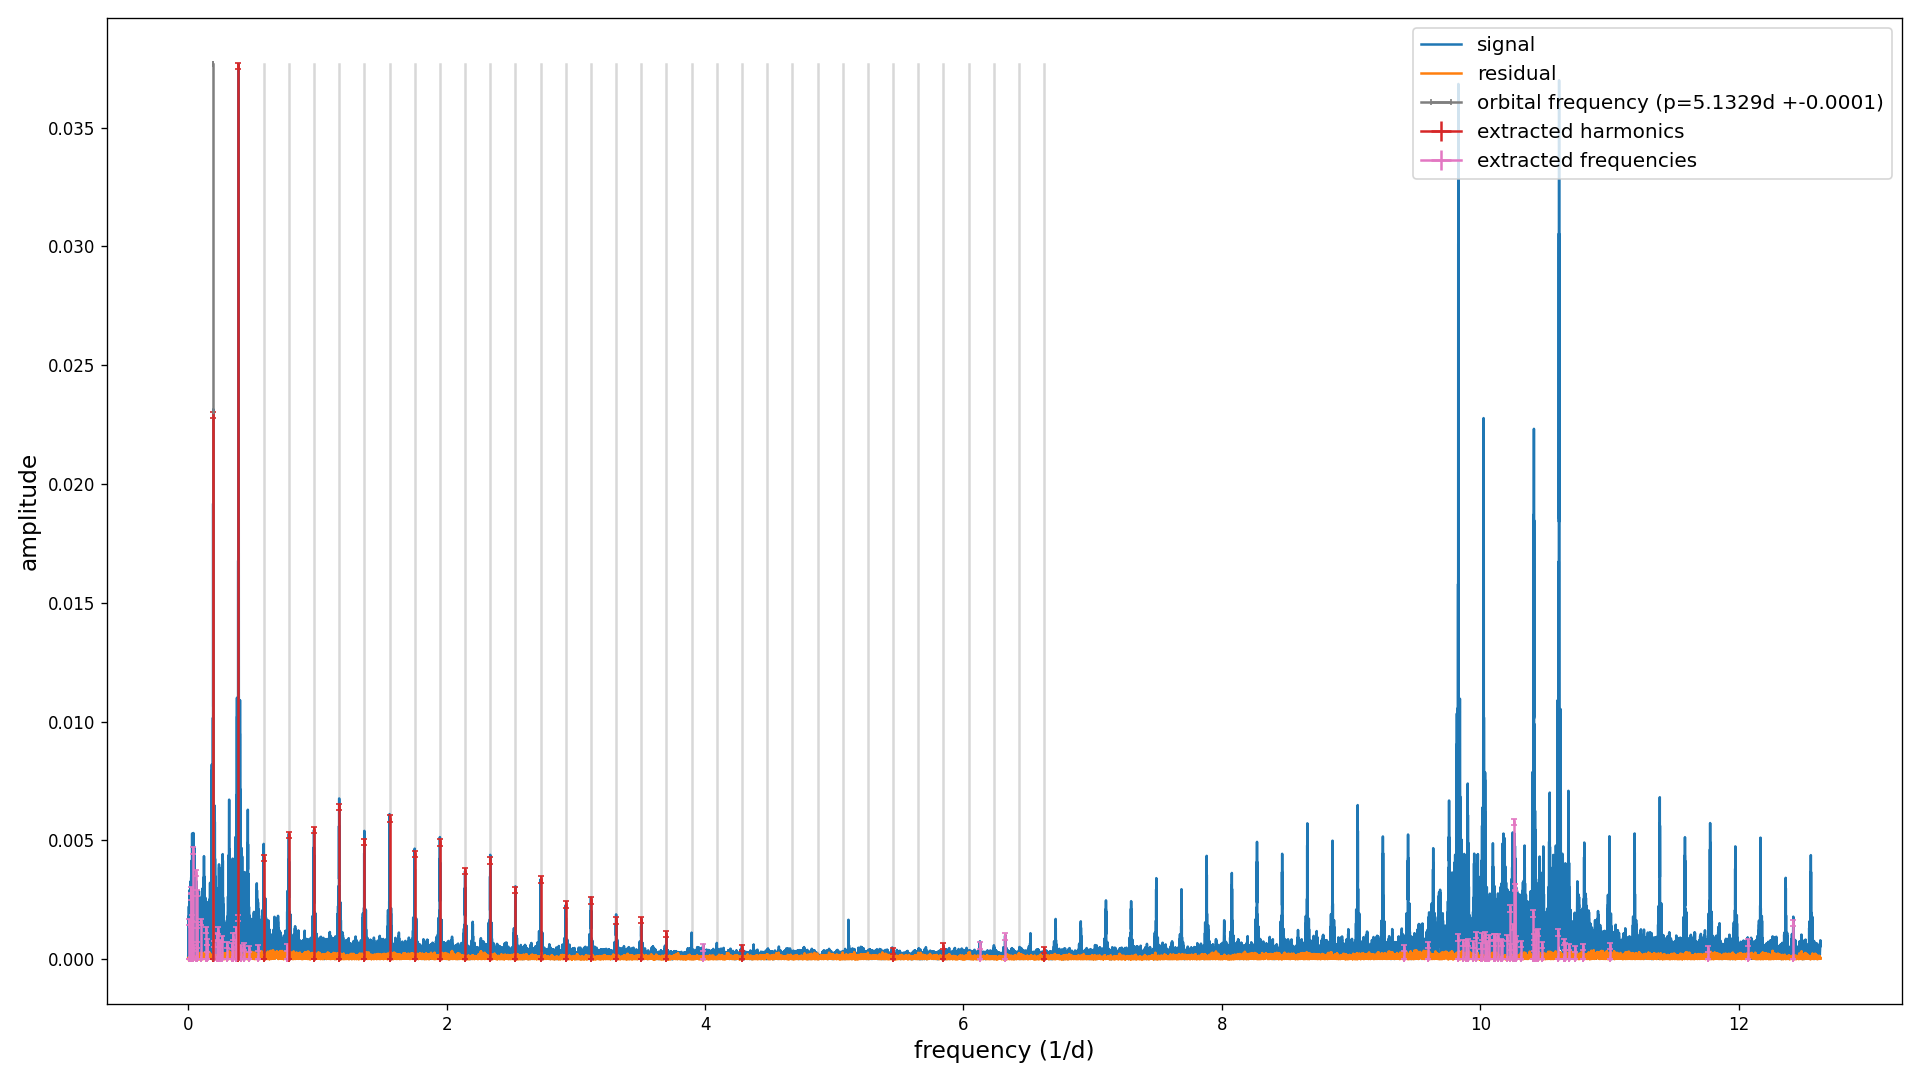 signal
residual
orbital frequency (p=5.1329d +-0.0001)
extracted harmonics
extracted frequencies
amplitude
0.035
0.030
0.025
0.020
0.015
0.010
0.005
0.000
0 2 4 6 8 10 12
frequency (1/d)